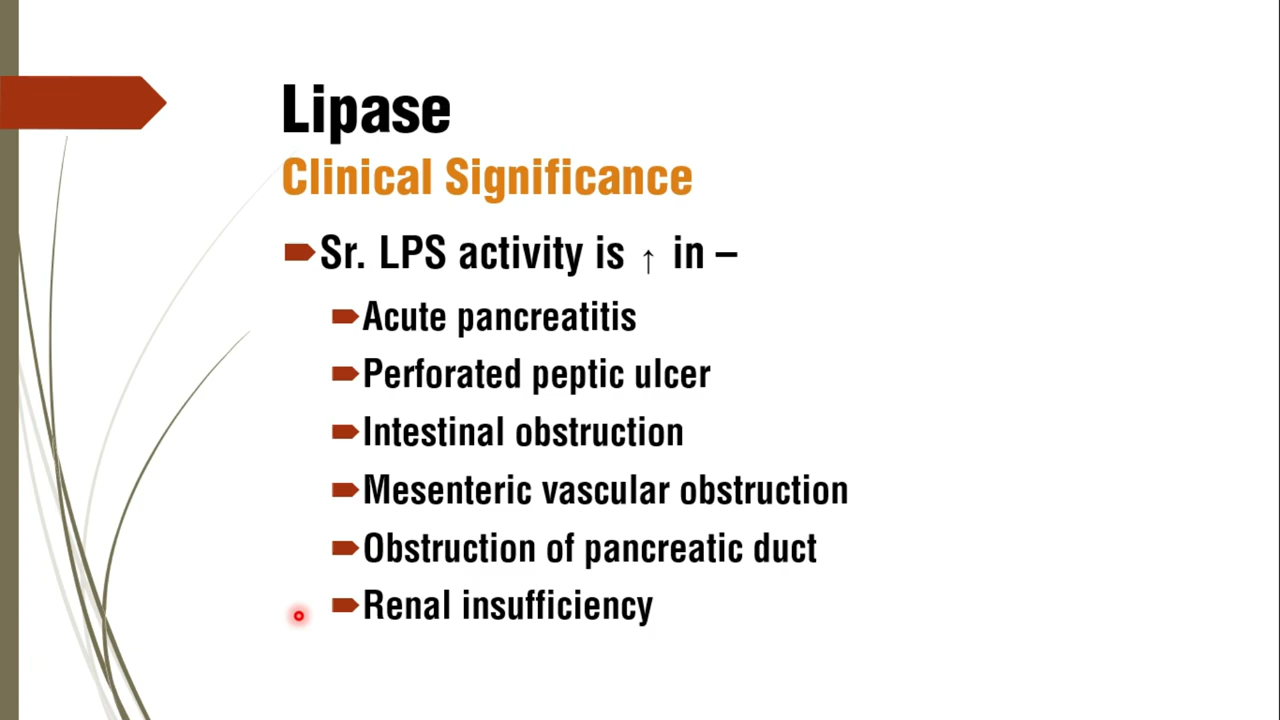 Lipase
Clinical Significance
Sr. LPS activity is ↑ in –
Acute pancreatitis
Perforated peptic ulcer
Intestinal obstruction
Mesenteric vascular obstruction
Obstruction of pancreatic duct
Renal insufficiency